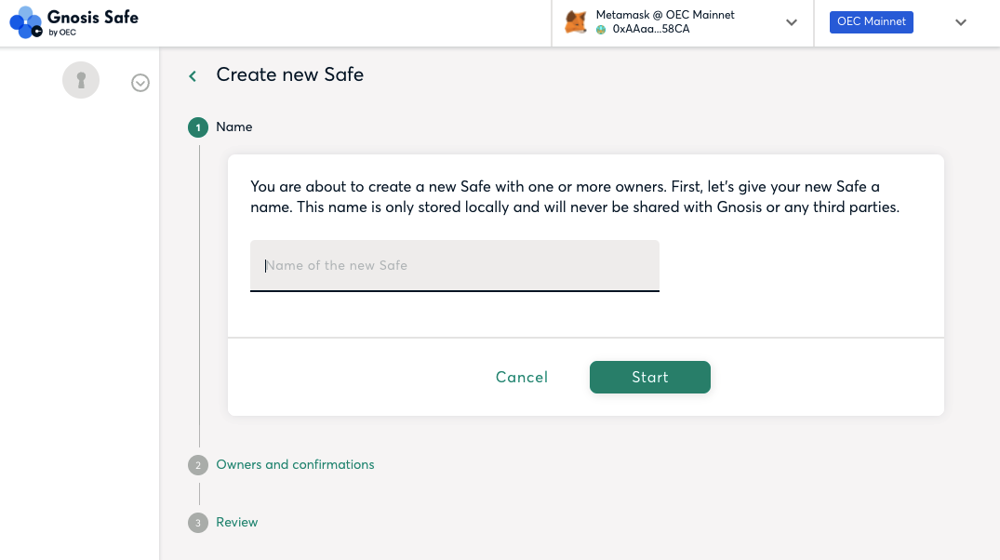 Gnosis Safe
by OEC
Metamask @ OEC Mainnet
0xAAaa...58CA
OEC Mainnet
Create new Safe
1 Name
You are about to create a new Safe with one or more owners. First, let's give your new Safe a
name. This name is only stored locally and will never be shared with Gnosis or any third parties.
Name of the new Safe
Cancel
Start
2 Owners and confirmations
3 Review